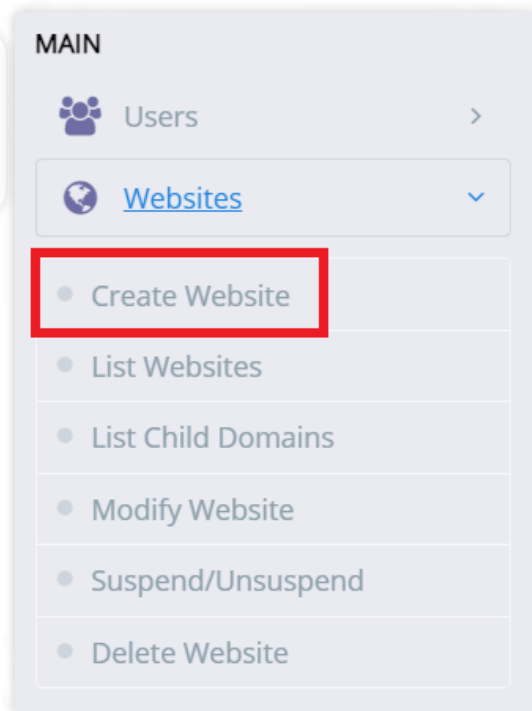 MAIN
Users
Websites
Create Website
List Websites
List Child Domains
Modify Website
Suspend/Unsuspend
Delete Website